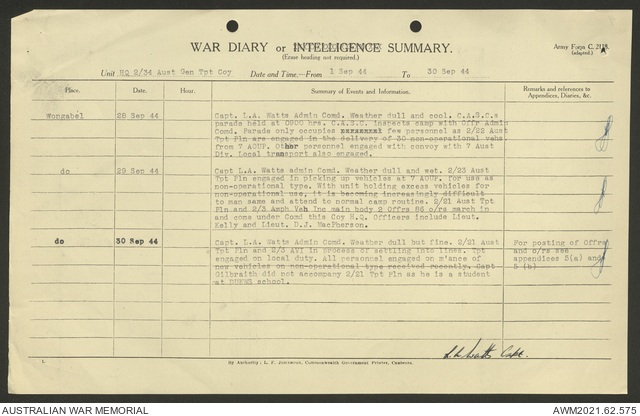 WAR DIARY or INTELLIGENCE SUMMARY.
(Erase heading not required.)
Army Form C. 2118.
(adapted.)
Unit HQ 2/34 Aust Gen Tpt Coy Date and Time—From 1 Sep 44 To 30 Sep 44
Place. Date. Hour. Summary of Events and Information. Remarks and references to Appendices, Diaries, &c.
Wongabel 28 Sep 44 Capt. L.A. Watts Admin Comd. Weather dull and cool. C.A.S.C.s
parade held at 0900 hrs. C.A.S.C. inspects camp with Offr Admin
Comd. Parade only occupies few personnel as 2/22 Aust
Tpt Pln are engaged in the delivery of 30 non-operational vehs
from 7 AOUP. Other personnel engaged with convoy with 7 Aust
Div. Local transport also engaged.
do 29 Sep 44 Capt L.A. Watts admin Comd. Weather dull and wet. 2/23 Aust
Tpt Pln engaged in picking up vehicles at 7 AOUP. for use as
non-operational type. With unit holding excess vehicles for
non-operational use, it is becoming increasingly difficult
to man same and attend to normal camp routine. 2/21 Aust Tpt
Pln and 2/3 Amph Veh Ins main body 2 Offrs 86 o/rs march in
and come under Comd this Coy H.Q. Officers include Lieut.
Kelly and Lieut. D.J. MacPherson.
do 30 Sep 44 Capt. L.A. Watts Admin Comd. Weather dull but fine. 2/21 Aust
Tpt Pln and 2/3 AVI in process of settling into lines. Tpt
engaged on local duty. All personnel engaged on m'ance of
new vehicles on non-operational type received recently. Capt
Gilbraith did not accompany 2/21 Tpt Pln as he is a student
at school.
For posting of Offrs
and o/rs see
appendices 5(a) and
5 (b)
L A Watts Capt.
1.
By Authority: L. F. Johnston, Commonwealth Government Printer, Canberra.
AUSTRALIAN WAR MEMORIAL
AWM2021.62.575